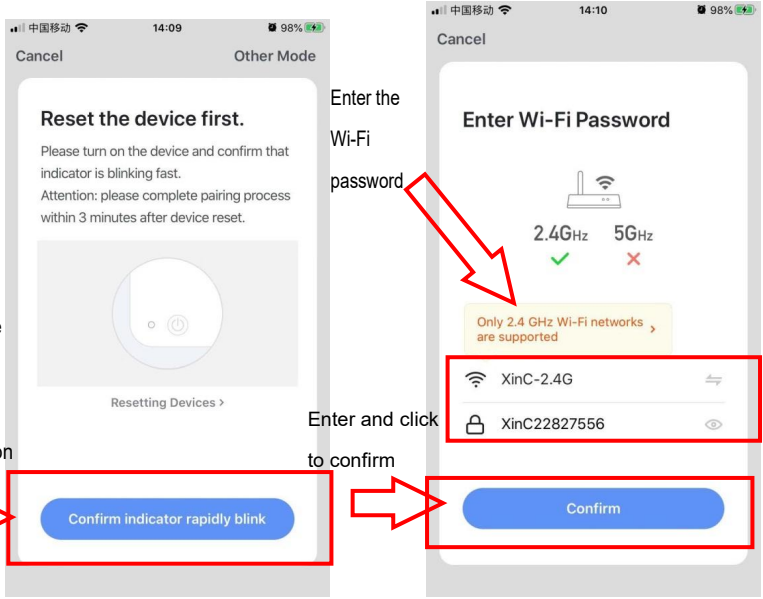 中国移动 14:09 98%
Cancel Other Mode
Reset the device first.
Please turn on the device and confirm that
indicator is blinking fast.
Attention: please complete pairing process
within 3 minutes after device reset.
Resetting Devices >
Confirm indicator rapidly blink
Enter the
Wi-Fi
password
Enter and click
to confirm
中国移动 14:10 98%
Cancel
Enter Wi-Fi Password
2.4GHz 5GHz
Only 2.4 GHz Wi-Fi networks >
are supported
XinC-2.4G
XinC22827556
Confirm